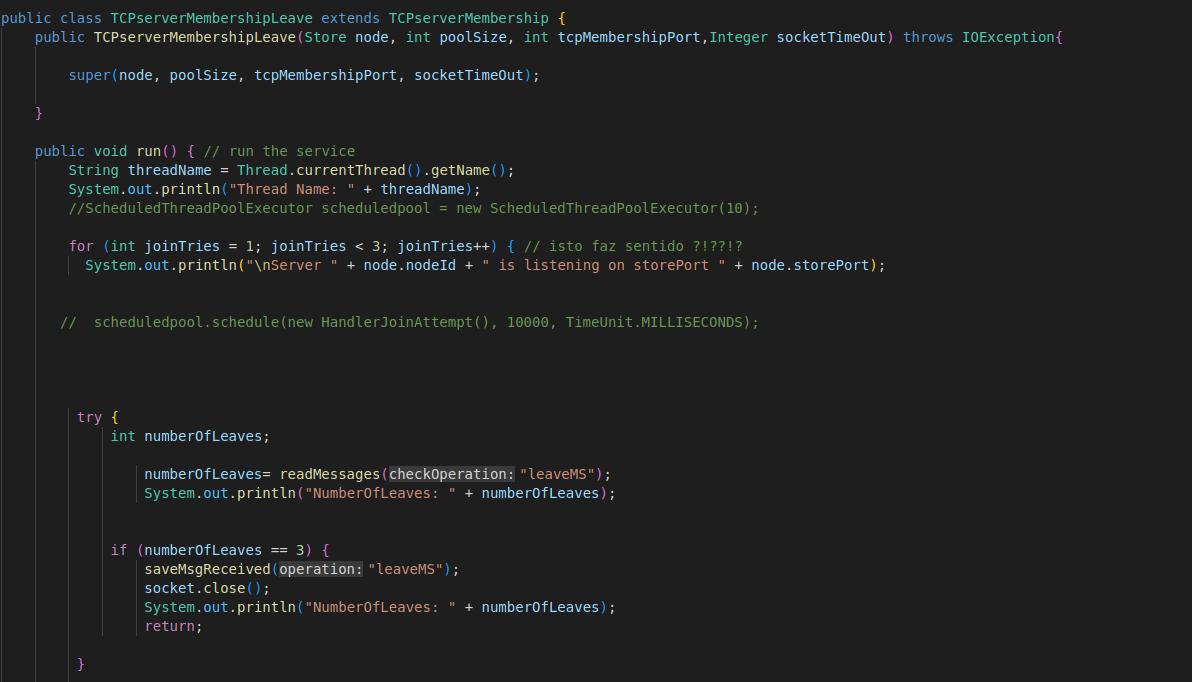 public class TCPserverMembershipLeave extends TCPserverMembership {
public TCPserverMembershipLeave(Store node, int poolSize, int tcpMembershipPort,Integer socketTimeOut) throws IOException{
super(node, poolSize, tcpMembershipPort, socketTimeOut);
}
public void run() { // run the service
String threadName = Thread.currentThread().getName();
System.out.println("Thread Name: " + threadName);
//ScheduledThreadPoolExecutor scheduledpool = new ScheduledThreadPoolExecutor(10);
for (int joinTries = 1; joinTries < 3; joinTries++) { // isto faz sentido ?!??!?
System.out.println("\nServer " + node.nodeId + " is listening on storePort " + node.storePort);
// scheduledpool.schedule(new HandlerJoinAttempt(), 10000, TimeUnit.MILLISECONDS);
try {
int numberOfLeaves;
numberOfLeaves= readMessages(checkOperation: "leaveMS");
System.out.println("NumberOfLeaves: " + numberOfLeaves);
if (numberOfLeaves == 3) {
saveMsgReceived(operation: "leaveMS");
socket.close();
System.out.println("NumberOfLeaves: " + numberOfLeaves);
return;
}